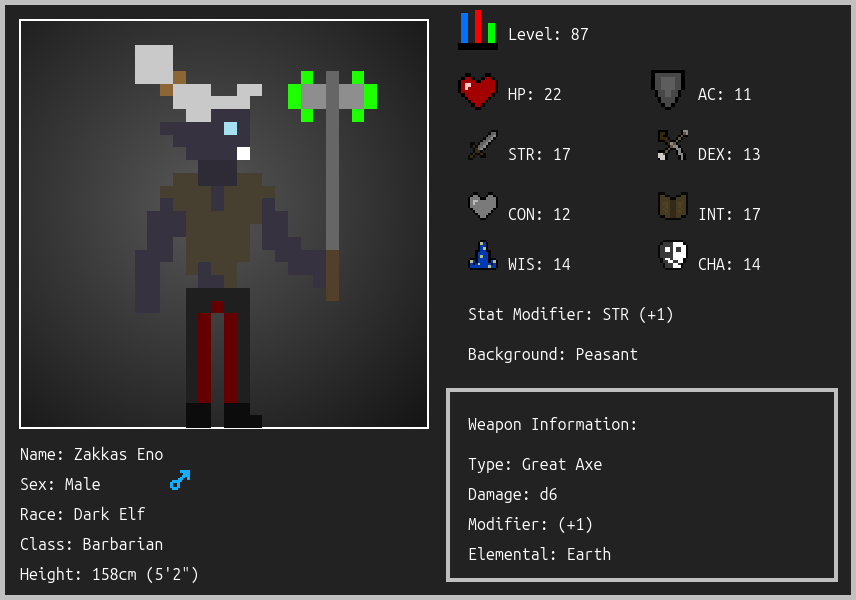 Level: 87
HP: 22
AC: 11
STR: 17
DEX: 13
CON: 12
INT: 17
WIS: 14
CHA: 14
Stat Modifier: STR (+1)
Background: Peasant
Weapon Information:
Type: Great Axe
Damage: d6
Modifier: (+1)
Elemental: Earth
Name: Zakkas Eno
Sex: Male
Race: Dark Elf
Class: Barbarian
Height: 158cm (5'2")